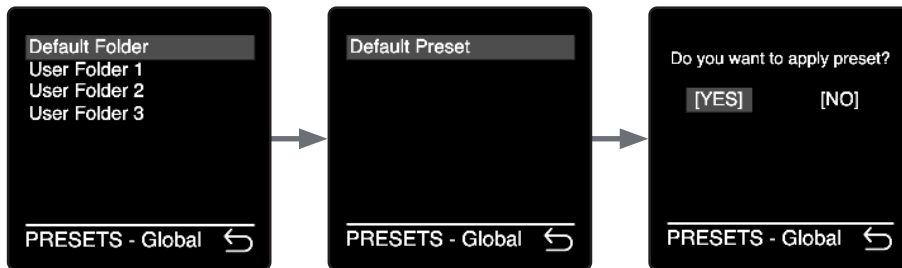 Default Folder
User Folder 1
User Folder 2
User Folder 3
PRESETS - Global
Default Preset
PRESETS - Global
Do you want to apply preset?
[YES] [NO]
PRESETS - Global